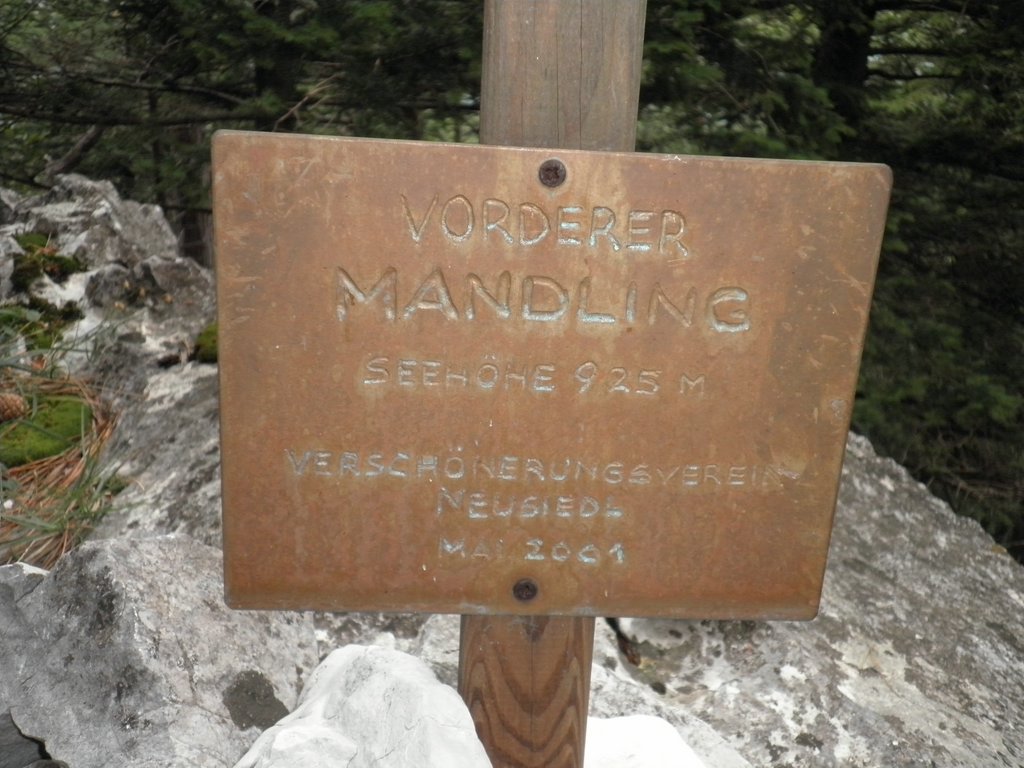 VORDERER
MANDLING
SEEHÖHE 925 M
VERSCHÖNERUNGSVEREIN
NEUSIEDL
MAI 2001